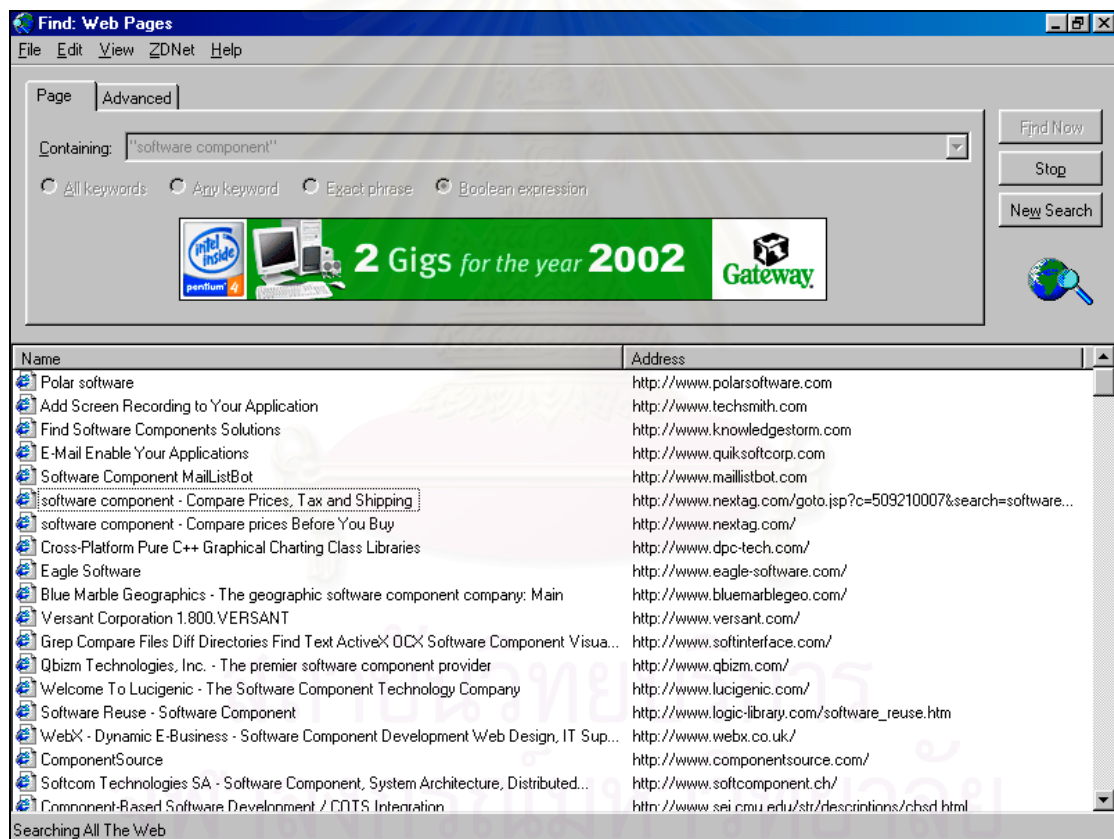 Find: Web Pages
File Edit View ZDNet Help
Page Advanced
Containing: "software component"
All keywords Any keyword Exact phrase Boolean expression
Find Now
Stop
New Search
intel inside pentium 4
2 Gigs for the year 2002
Gateway
Name Address
Polar software http://www.polarsoftware.com
Add Screen Recording to Your Application http://www.techsmith.com
Find Software Components Solutions http://www.knowledgestorm.com
E-Mail Enable Your Applications http://www.quiksoftcorp.com
Software Component MailListBot http://www.maillistbot.com
software component - Compare Prices, Tax and Shipping http://www.nextag.com/goto.jsp?c=509210007&search=software...
software component - Compare prices Before You Buy http://www.nextag.com/
Cross-Platform Pure C++ Graphical Charting Class Libraries http://www.dpc-tech.com/
Eagle Software http://www.eagle-software.com/
Blue Marble Geographics - The geographic software component company: Main http://www.bluemarblegeo.com/
Versant Corporation 1.800.VERSANT http://www.versant.com/
Grep Compare Files Diff Directories Find Text ActiveX OCX Software Component Visua... http://www.softinterface.com/
Qbizm Technologies, Inc. - The premier software component provider http://www.qbizm.com/
Welcome To Lucigenic - The Software Component Technology Company http://www.lucigenic.com/
Software Reuse - Software Component http://www.logic-library.com/software_reuse.htm
WebX - Dynamic E-Business - Software Component Development Web Design, IT Sup... http://www.webx.co.uk/
ComponentSource http://www.componentsource.com/
Softcom Technologies SA - Software Component, System Architecture, Distributed... http://www.softcomponent.ch/
Component-Based Software Development / COTS Integration http://www.sei.cmu.edu/str/descriptions/cbsd.html
Searching All The Web